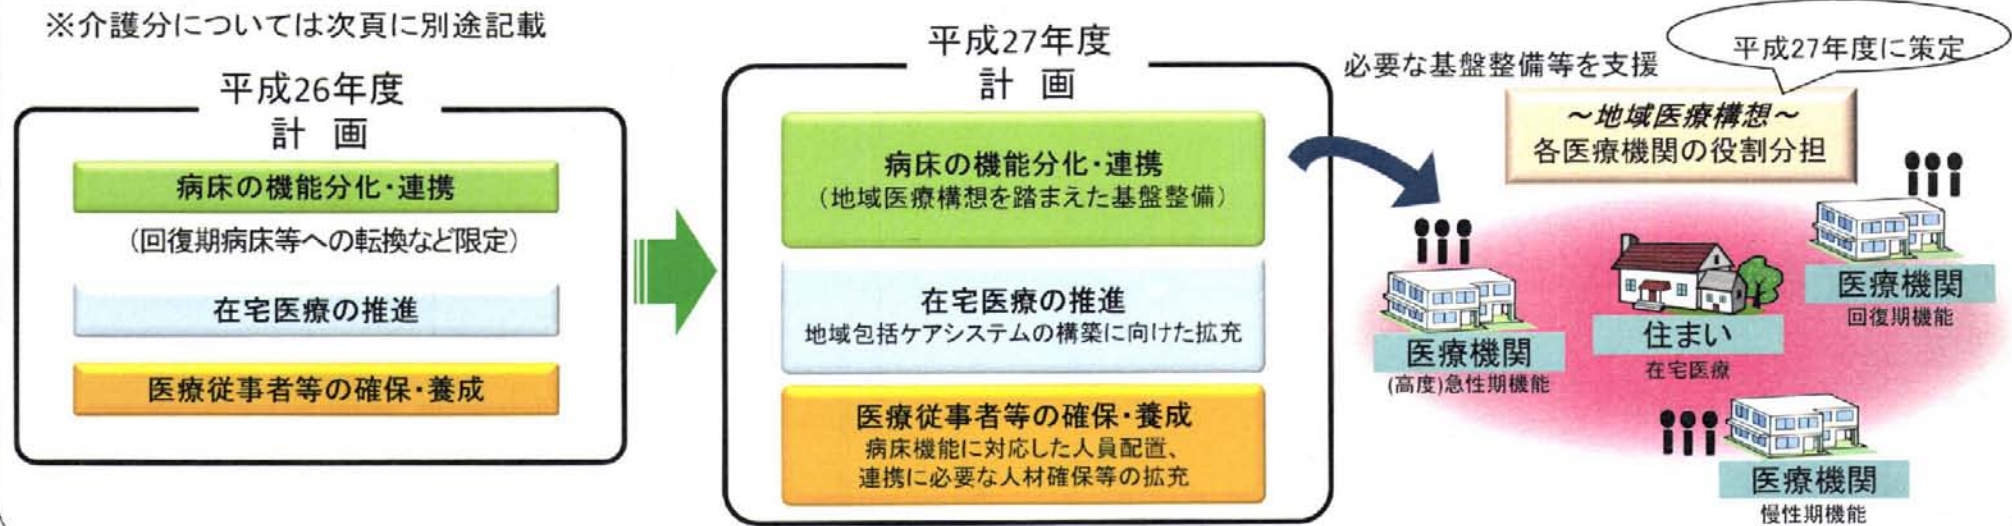 ※介護分については次頁に別途記載
平成26年度
計 画
病床の機能分化・連携
(回復期病床等への転換など限定)
在宅医療の推進
医療従事者等の確保・養成
平成27年度
計 画
病床の機能分化・連携
(地域医療構想を踏まえた基盤整備)
在宅医療の推進
地域包括ケアシステムの構築に向けた拡充
医療従事者等の確保・養成
病床機能に対応した人員配置、
連携に必要な人材確保等の拡充
必要な基盤整備等を支援
平成27年度に策定
～地域医療構想～
各医療機関の役割分担
医療機関
(高度)急性期機能
住まい
在宅医療
医療機関
回復期機能
医療機関
慢性期機能